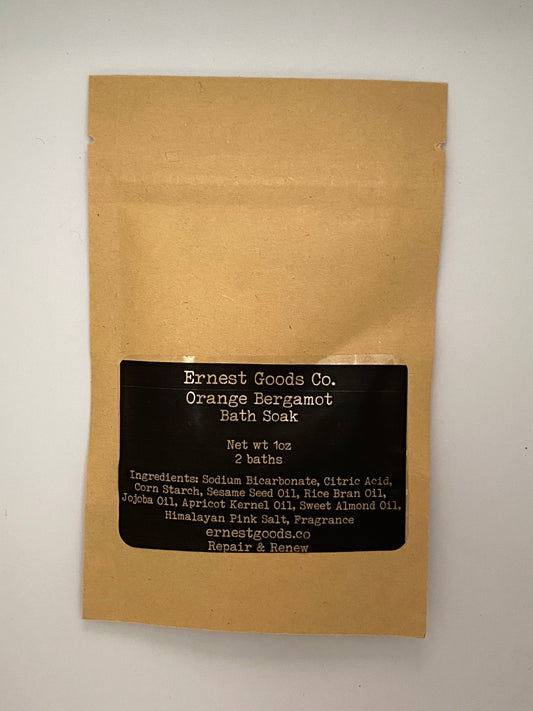 Ernest Goods Co.
Orange Bergamot
Bath Soak
Net wt 1oz
2 baths
Ingredients: Sodium Bicarbonate, Citric Acid,
Corn Starch, Sesame Seed Oil, Rice Bran Oil,
Jojoba Oil, Apricot Kernel Oil, Sweet Almond Oil,
Himalayan Pink Salt, Fragrance
ernestgoods.co
Repair & Renew